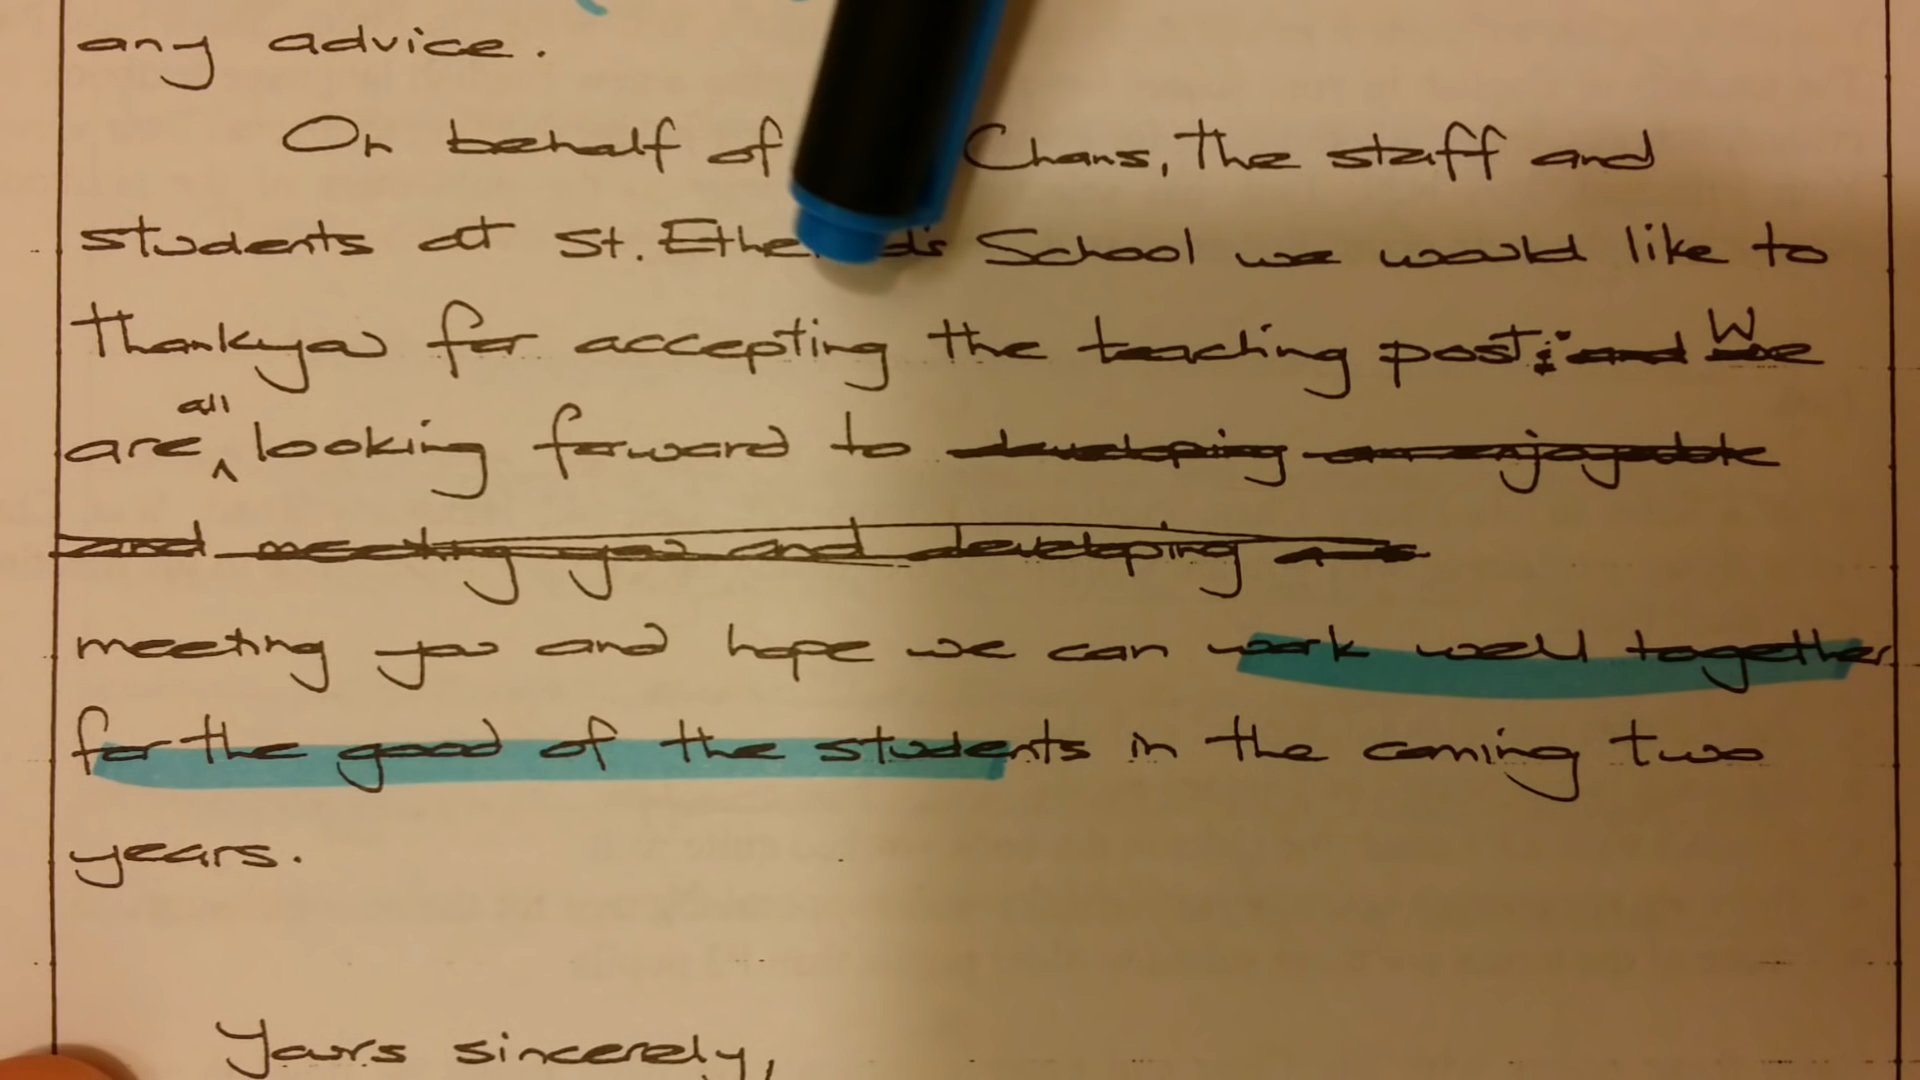 any advice.
On behalf of Chans, The staff and
students at St. Ethe d's School we would like to
Thankyou for accepting the teaching post. and We
all
are looking forward to developing an enjoyable
and meeting you and developing a
meeting you and hope we can work well together
for the good of the students in the coming two
years.
Yours sincerely,